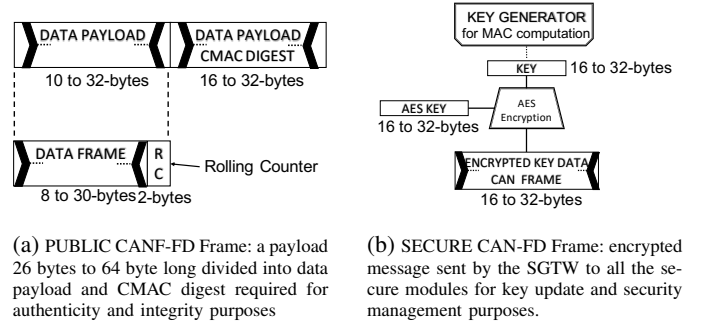 DATA PAYLOAD
DATA PAYLOAD
CMAC DIGEST
10 to 32-bytes
16 to 32-bytes
DATA FRAME
R
C
Rolling Counter
8 to 30-bytes
2-bytes
(a) PUBLIC CANF-FD Frame: a payload
26 bytes to 64 byte long divided into data
payload and CMAC digest required for
authenticity and integrity purposes
KEY GENERATOR
for MAC computation
KEY
16 to 32-bytes
AES KEY
16 to 32-bytes
AES
Encryption
ENCRYPTED KEY DATA
CAN FRAME
16 to 32-bytes
(b) SECURE CAN-FD Frame: encrypted
message sent by the SGTW to all the se-
cure modules for key update and security
management purposes.